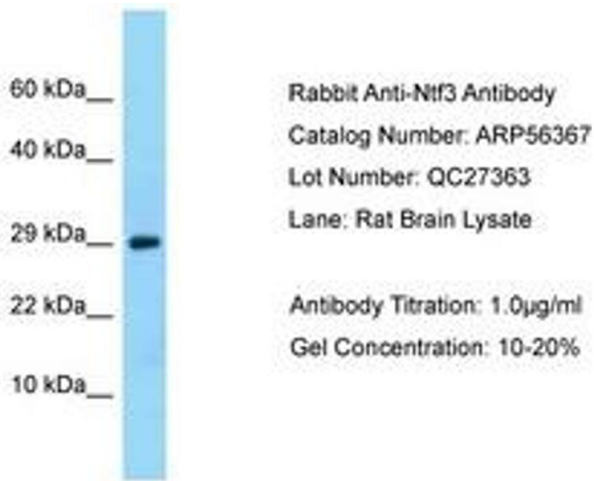 60 kDa
40 kDa
29 kDa
22 kDa
10 kDa
Rabbit Anti-Ntf3 Antibody
Catalog Number: ARP56367
Lot Number: QC27363
Lane: Rat Brain Lysate
Antibody Titration: 1.0µg/ml
Gel Concentration: 10-20%